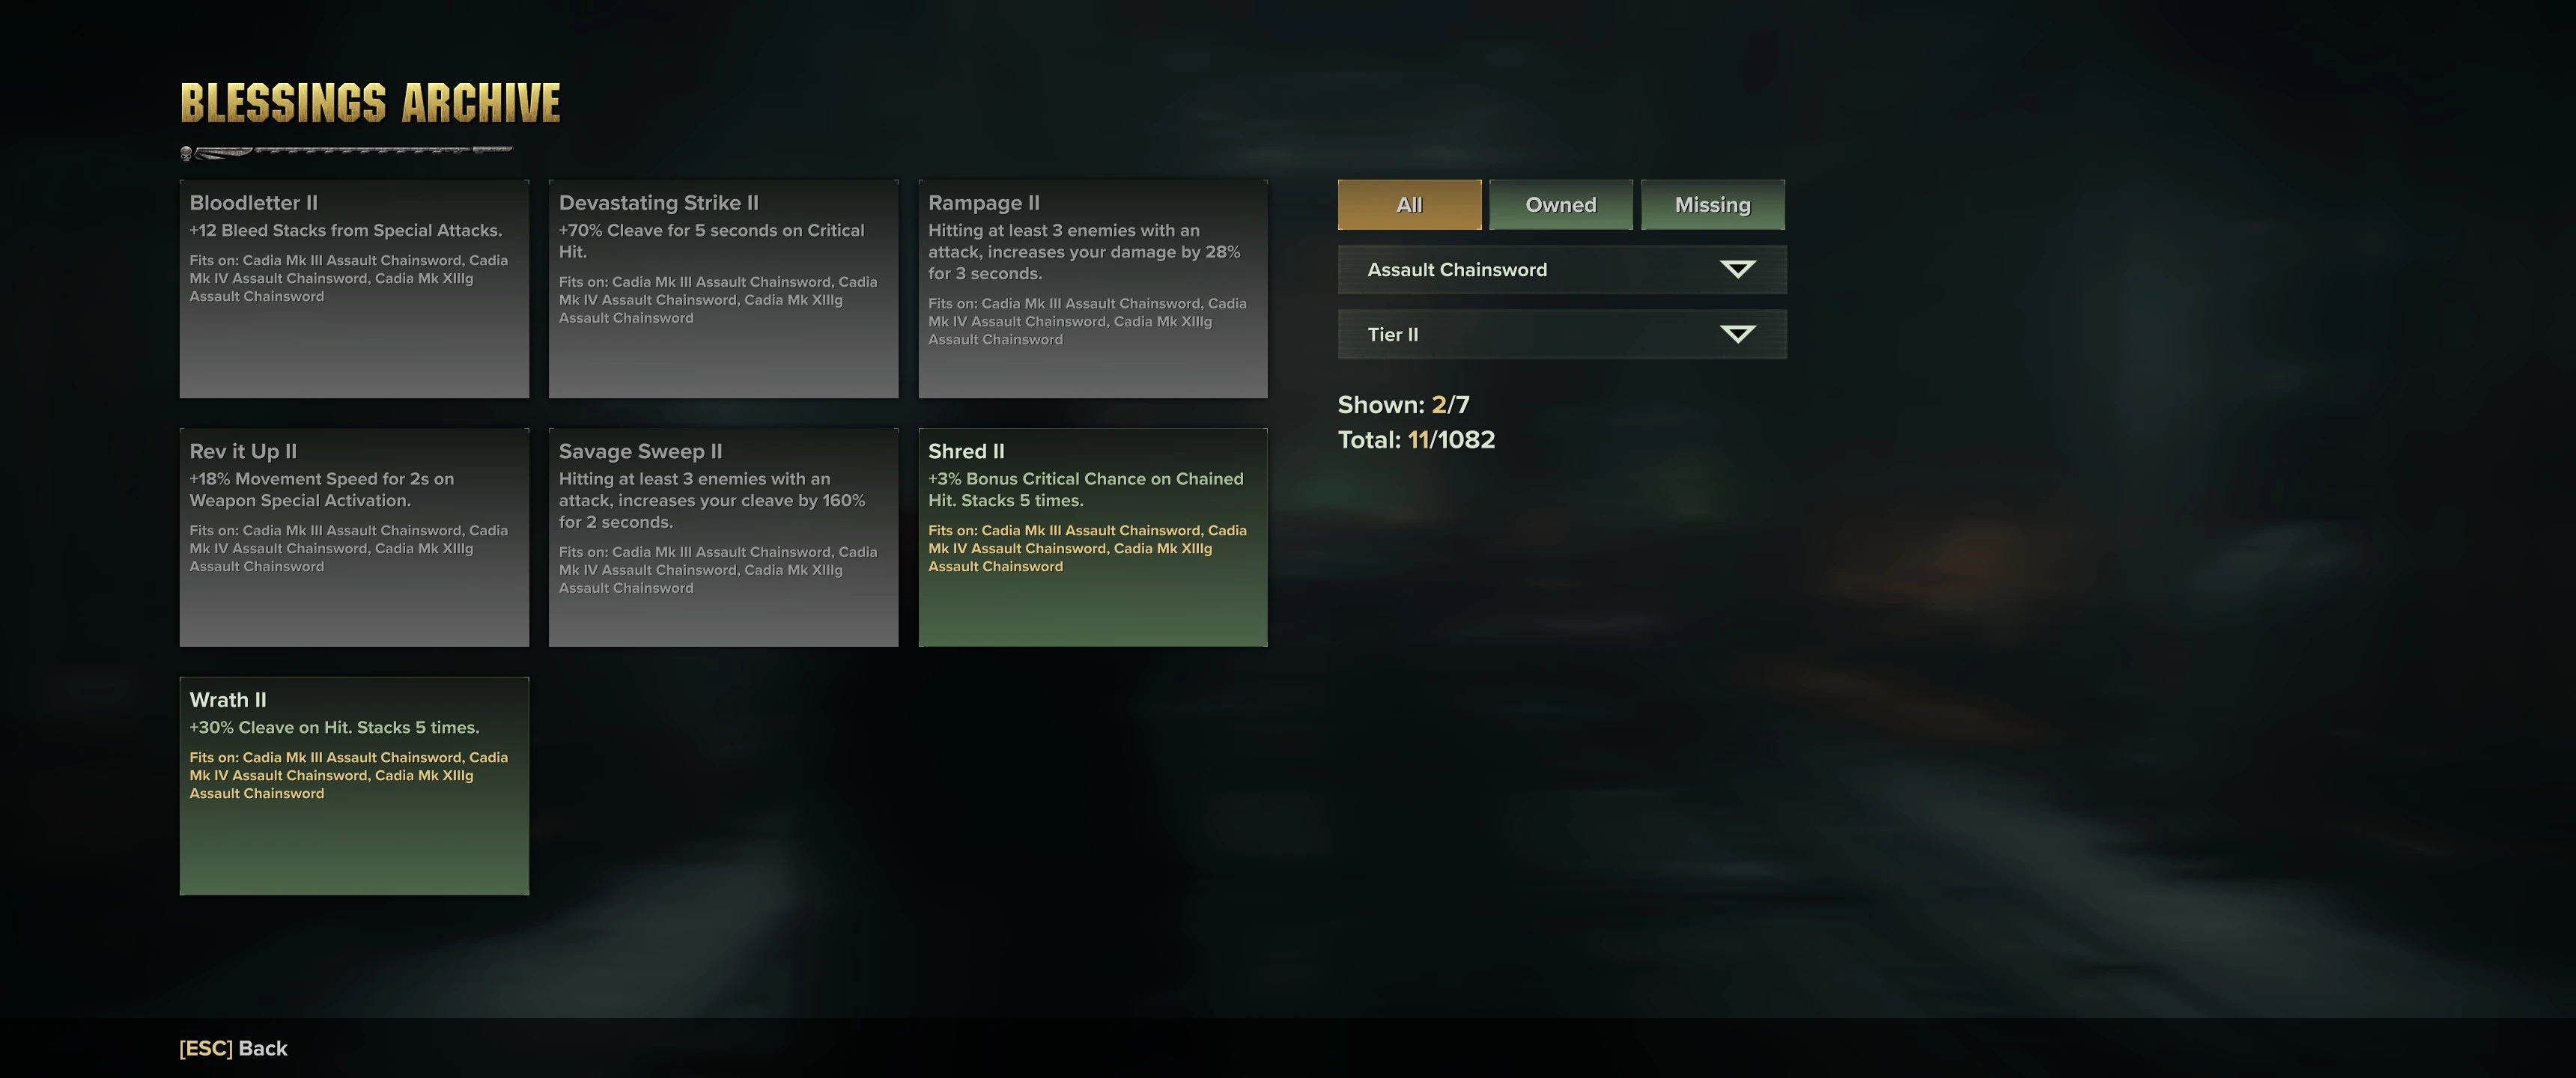 BLESSINGS ARCHIVE
Bloodletter II
+12 Bleed Stacks from Special Attacks.
Fits on: Cadia Mk III Assault Chainsword, Cadia
Mk IV Assault Chainsword, Cadia Mk XIIIg
Assault Chainsword
Devastating Strike II
+70% Cleave for 5 seconds on Critical
Hit.
Fits on: Cadia Mk III Assault Chainsword, Cadia
Mk IV Assault Chainsword, Cadia Mk XIIIg
Assault Chainsword
Rampage II
Hitting at least 3 enemies with an
attack, increases your damage by 28%
for 3 seconds.
Fits on: Cadia Mk III Assault Chainsword, Cadia
Mk IV Assault Chainsword, Cadia Mk XIIIg
Assault Chainsword
Rev it Up II
+18% Movement Speed for 2s on
Weapon Special Activation.
Fits on: Cadia Mk III Assault Chainsword, Cadia
Mk IV Assault Chainsword, Cadia Mk XIIIg
Assault Chainsword
Savage Sweep II
Hitting at least 3 enemies with an
attack, increases your cleave by 160%
for 2 seconds.
Fits on: Cadia Mk III Assault Chainsword, Cadia
Mk IV Assault Chainsword, Cadia Mk XIIIg
Assault Chainsword
Shred II
+3% Bonus Critical Chance on Chained
Hit. Stacks 5 times.
Fits on: Cadia Mk III Assault Chainsword, Cadia
Mk IV Assault Chainsword, Cadia Mk XIIIg
Assault Chainsword
Wrath II
+30% Cleave on Hit. Stacks 5 times.
Fits on: Cadia Mk III Assault Chainsword, Cadia
Mk IV Assault Chainsword, Cadia Mk XIIIg
Assault Chainsword
All
Owned
Missing
Assault Chainsword
Tier II
Shown: 2/7
Total: 11/1082
[ESC] Back